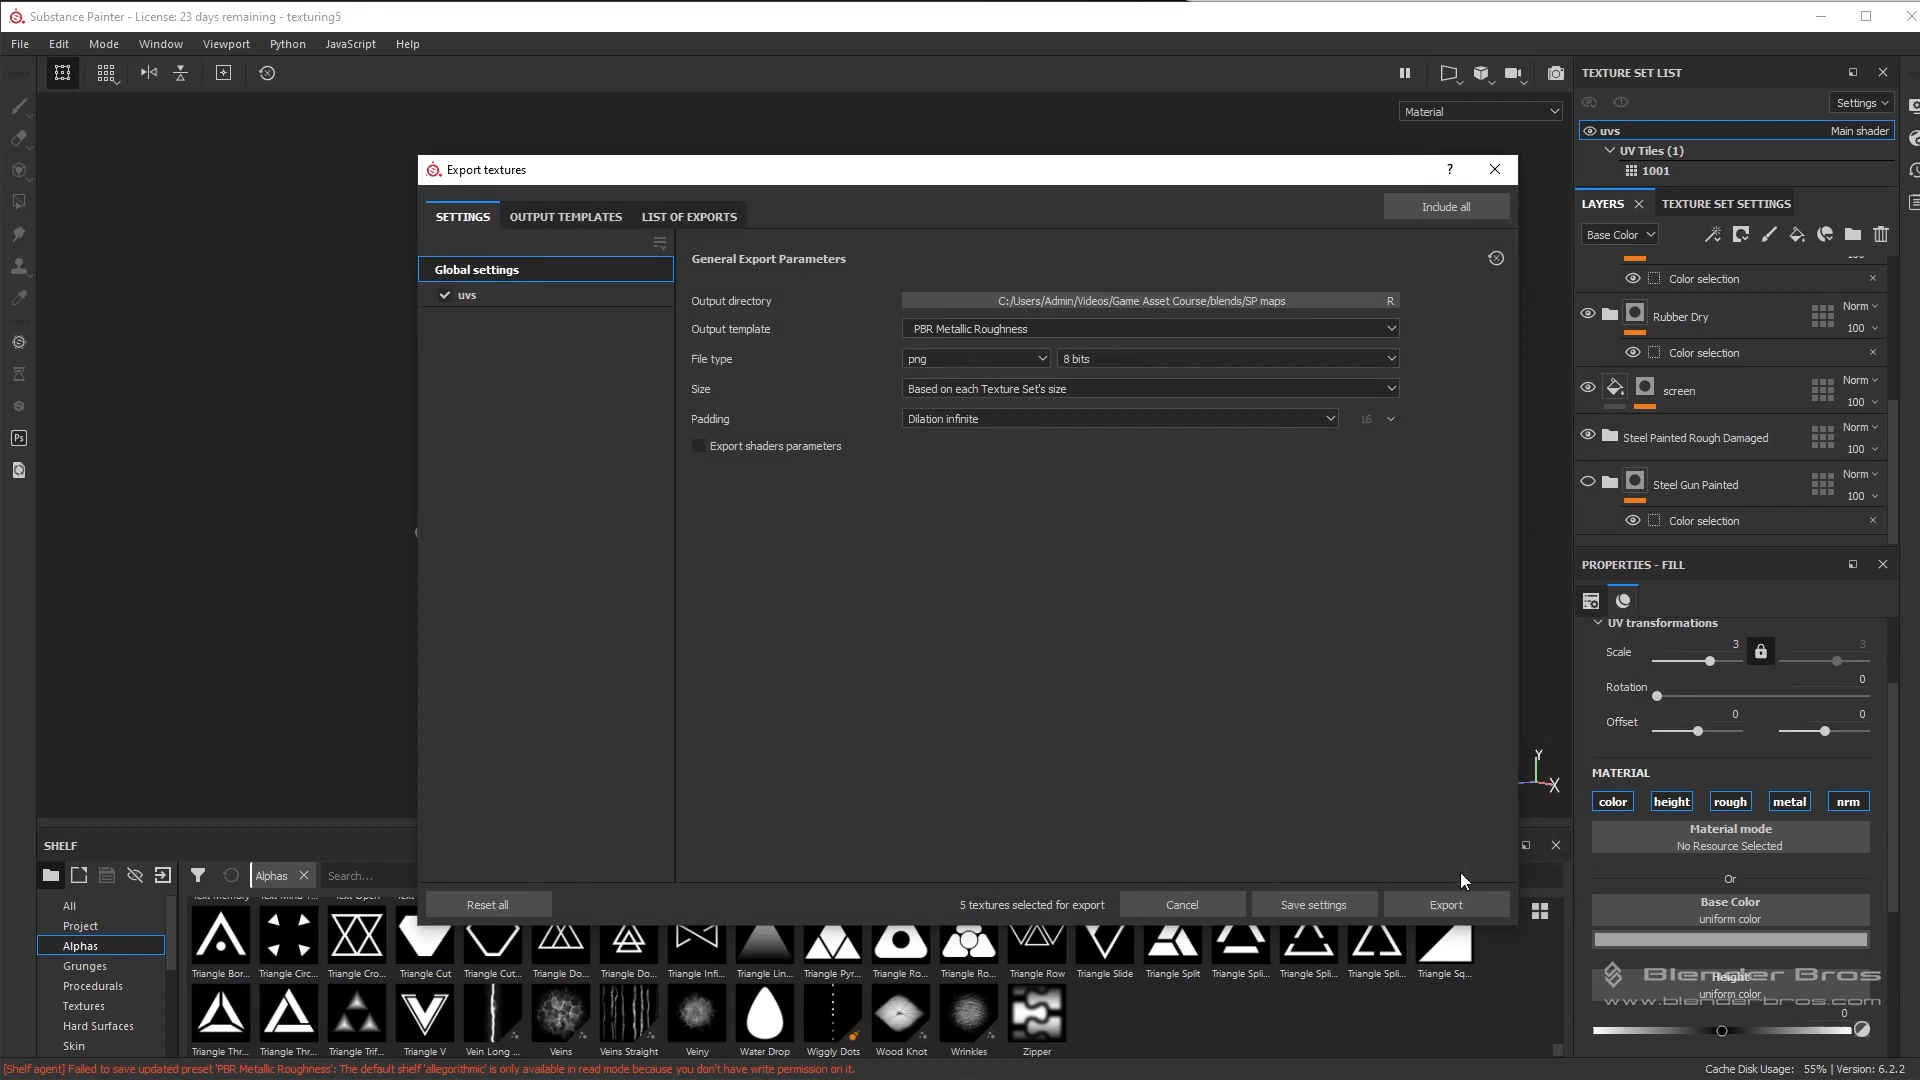 Substance Painter - License: 23 days remaining - texturing5
File Edit Mode Window Viewport Python JavaScript Help
Material
TEXTURE SET LIST
Settings
uvs Main shader
UV Tiles (1)
1001
LAYERS TEXTURE SET SETTINGS
Base Color
Color selection
Rubber Dry Norm
100
Color selection
screen Norm
100
Steel Painted Rough Damaged Norm
100
Steel Gun Painted Norm
100
Color selection
PROPERTIES - FILL
UV transformations
Scale 3 3
Rotation 0
Offset 0 0
MATERIAL
color height rough metal nrm
Material mode
No Resource Selected
Or
Base Color
uniform color
Height
uniform color
0
Blender Bros
www.blenderbros.com
Export textures
?
SETTINGS OUTPUT TEMPLATES LIST OF EXPORTS
Include all
Global settings
uvs
General Export Parameters
Output directory C:/Users/Admin/Videos/Game Asset Course/blends/SP maps R
Output template PBR Metallic Roughness
File type png 8 bits
Size Based on each Texture Set's size
Padding Dilation infinite 16
Export shaders parameters
Reset all 5 textures selected for export Cancel Save settings Export
Y
X
Ps
SHELF
Alphas Search...
All
Project
Alphas
Grunges
Procedurals
Textures
Hard Surfaces
Skin
Triangle Bor... Triangle Circ... Triangle Cro... Triangle Cut Triangle Cut... Triangle Do... Triangle Do... Triangle Infi... Triangle Lin... Triangle Pyr... Triangle Ro... Triangle Ro... Triangle Row Triangle Slide Triangle Split Triangle Spli... Triangle Spli... Triangle Spli... Triangle Sq...
Triangle Thr... Triangle Thr... Triangle Trif... Triangle V Vein Long ... Veins Veins Straight Veiny Water Drop Wiggly Dots Wood Knot Wrinkles Zipper
[Shelf agent] Failed to save updated preset 'PBR Metallic Roughness': The default shelf 'allegorithmic' is only available in read mode because you don't have write permission on it.
Cache Disk Usage: 55% | Version: 6.2.2